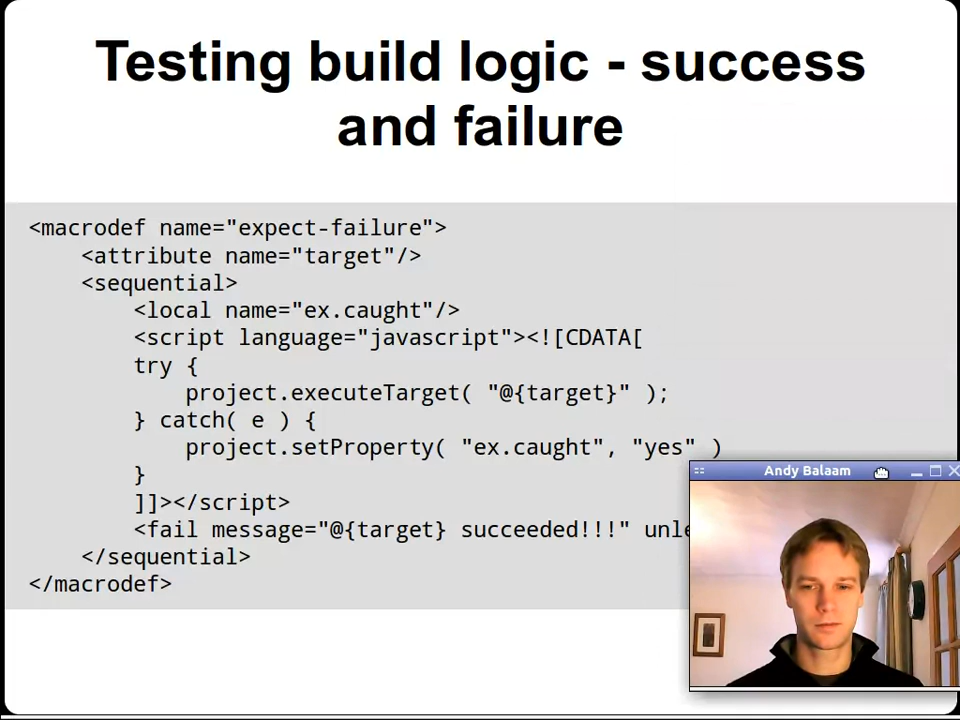 Testing build logic - success
and failure
<macrodef name="expect-failure">
<attribute name="target"/>
<sequential>
<local name="ex.caught"/>
<script language="javascript"><![CDATA[
try {
project.executeTarget( "@{target}" );
} catch( e ) {
project.setProperty( "ex.caught", "yes" )
}
]]></script>
<fail message="@{target} succeeded!!!"
</sequential>
</macrodef>
Andy Balaam